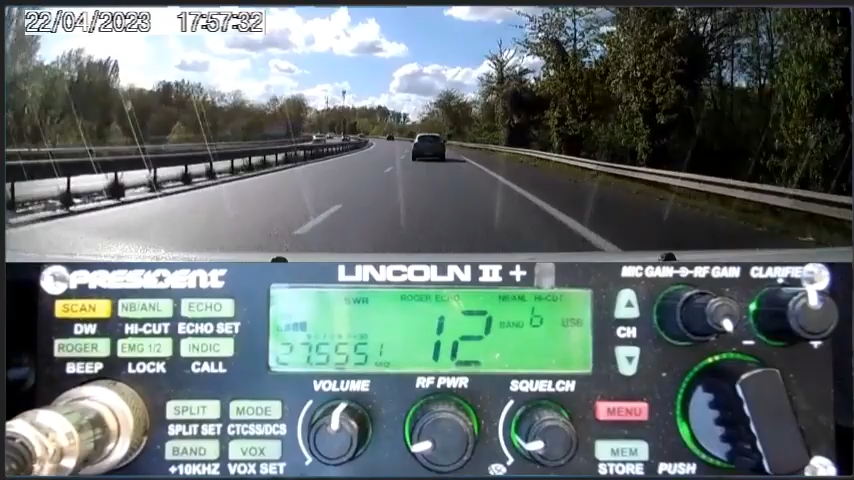 22/04/2023 17:57:32
PRESIDENT LINCOLN II + MIC GAIN RF GAIN CLARIFIER
SCAN NB/ANL ECHO
DW HI-CUT ECHO SET
ROGER EMG 1/2 INDIC
BEEP LOCK CALL
SWR ROGER ECHO NB/ANL HI-CUT
12 BAND 6 USB
27.555.1
CH
VOLUME RF PWR SQUELCH
SPLIT MODE
SPLIT SET CTCSS/DCS
BAND VOX
+10KHZ VOX SET
MENU
MEM
STORE PUSH
- +